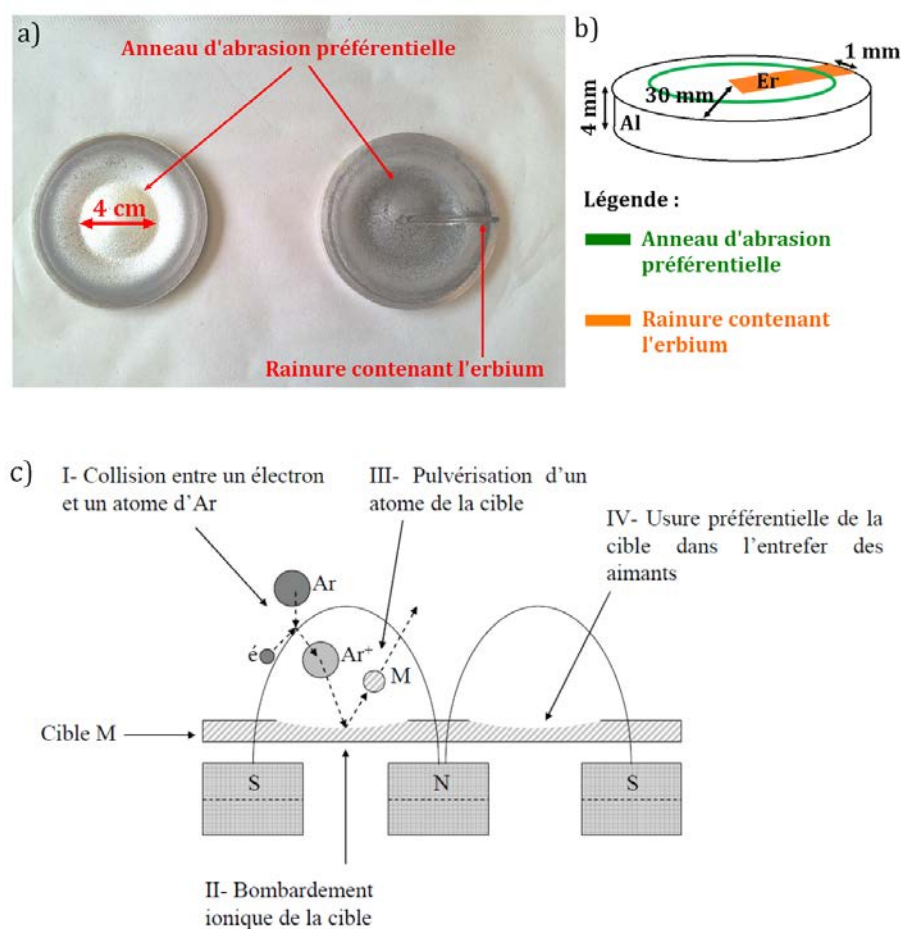 a)
Anneau d'abrasion préférentielle
4 cm
Rainure contenant l'erbium
b)
1 mm
Er
30 mm
4 mm
Al
Légende :
Anneau d'abrasion
préférentielle
Rainure contenant
l'erbium
c)
I- Collision entre un électron
et un atome d'Ar
III- Pulvérisation d'un
atome de la cible
IV- Usure préférentielle de la
cible dans l'entrefer des
aimants
Ar
é
Ar+
M
Cible M
S
N
S
II- Bombardement
ionique de la cible